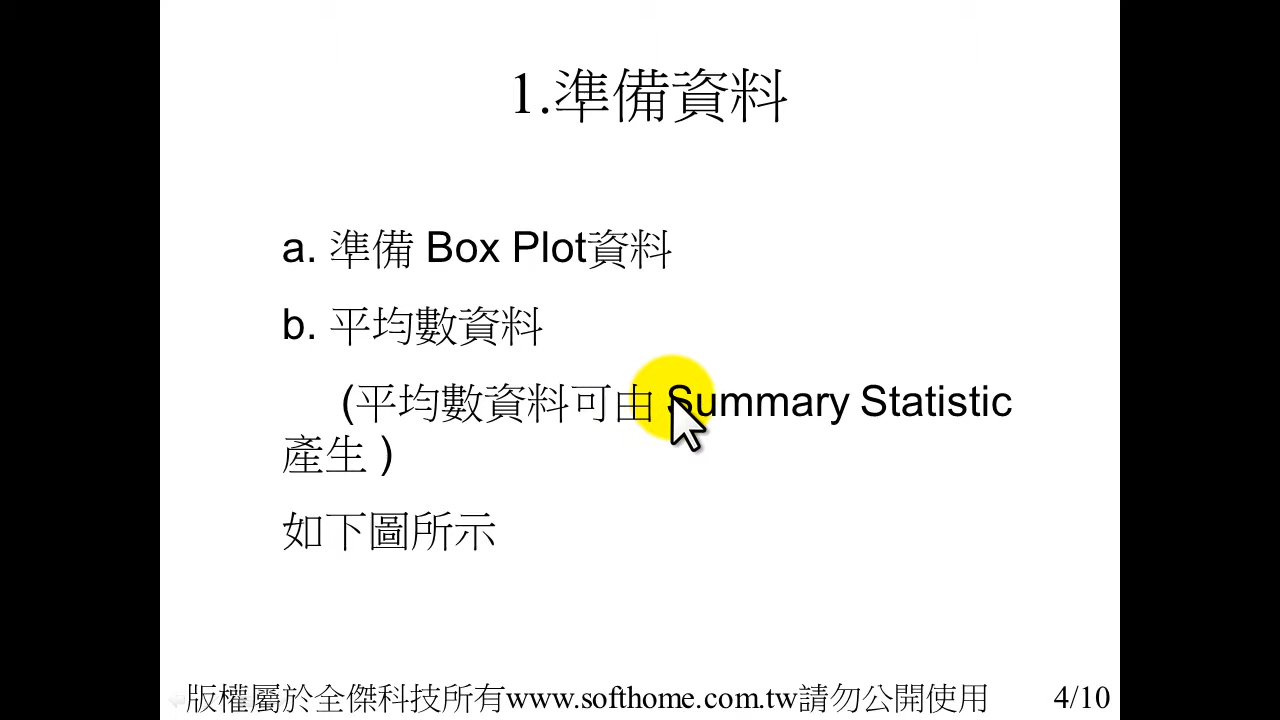 1.準備資料
a. 準備 Box Plot資料
b. 平均數資料
(平均數資料可由 Summary Statistic
產生 )
如下圖所示
版權屬於全傑科技所有www.softhome.com.tw請勿公開使用 4/10